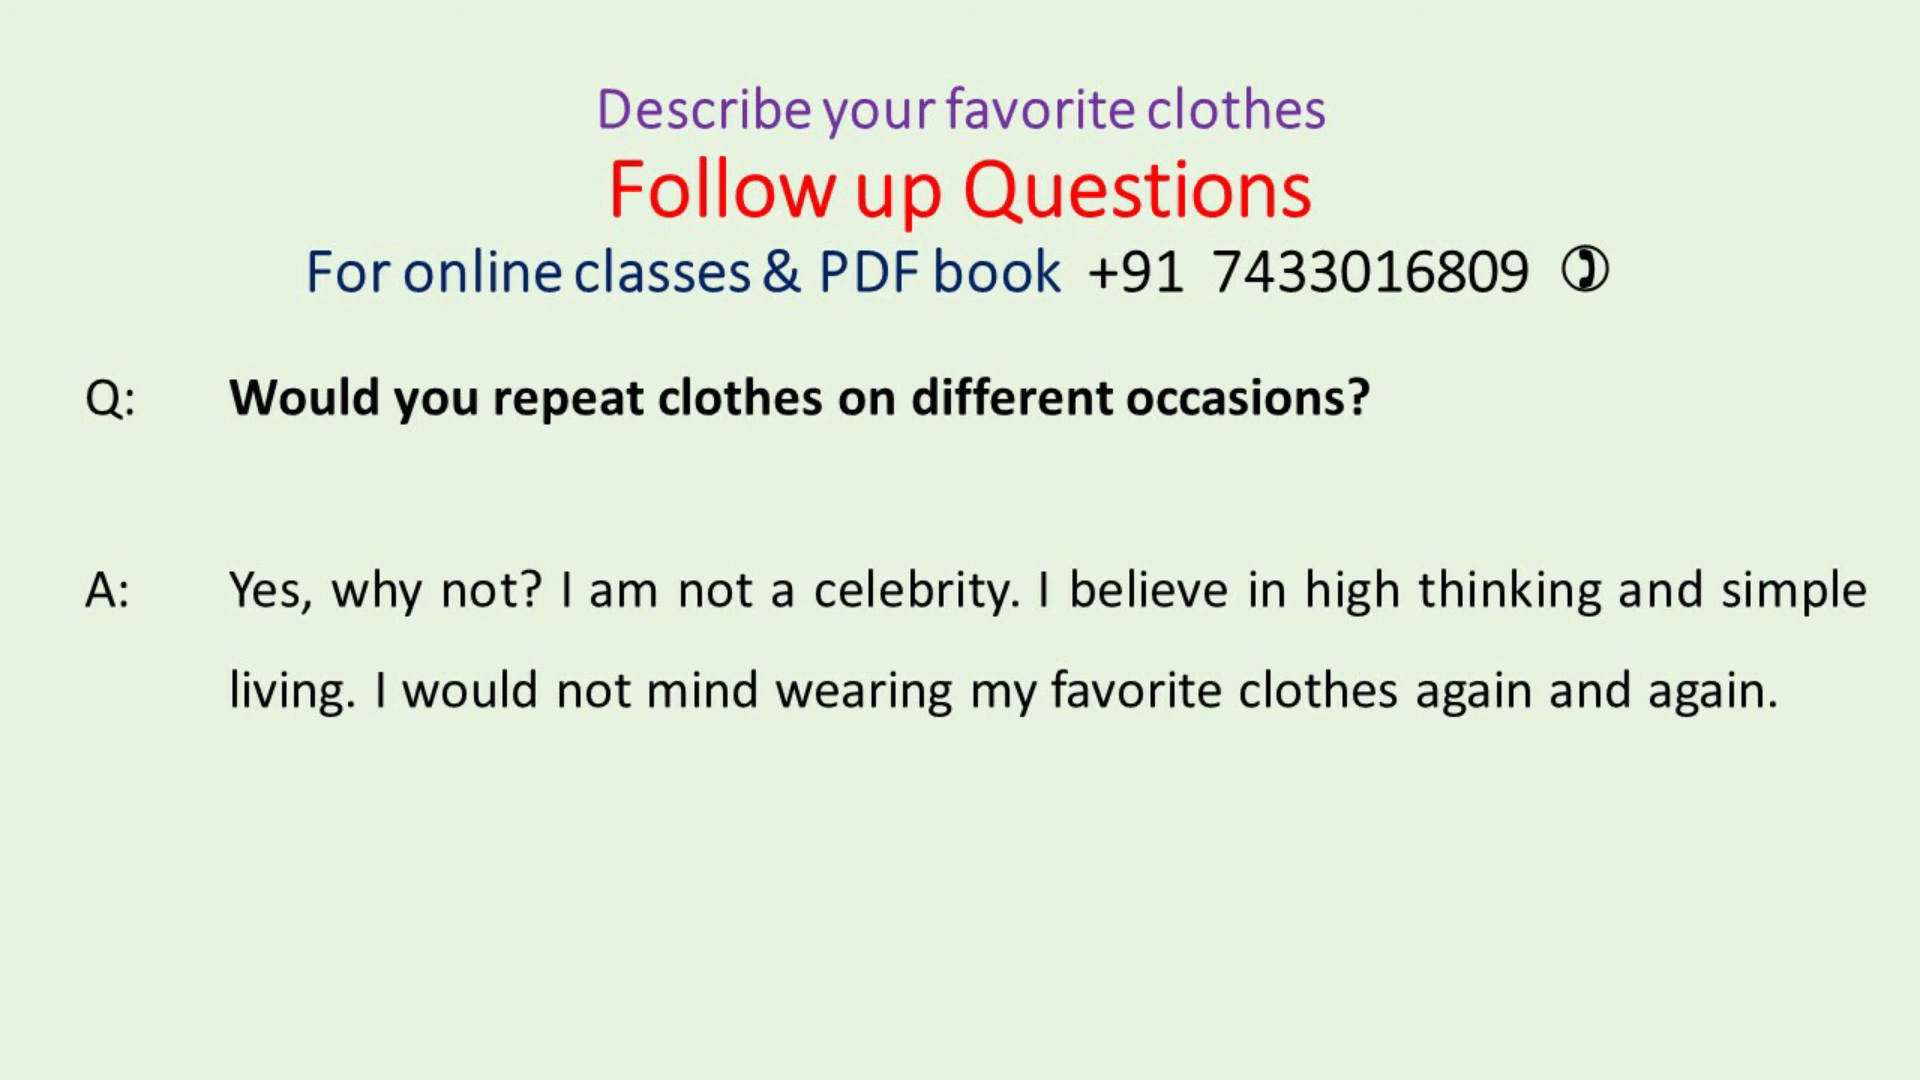 Describe your favorite clothes
Follow up Questions
For online classes & PDF book +91 7433016809 ✆
Q: Would you repeat clothes on different occasions?
A: Yes, why not? I am not a celebrity. I believe in high thinking and simple
living. I would not mind wearing my favorite clothes again and again.